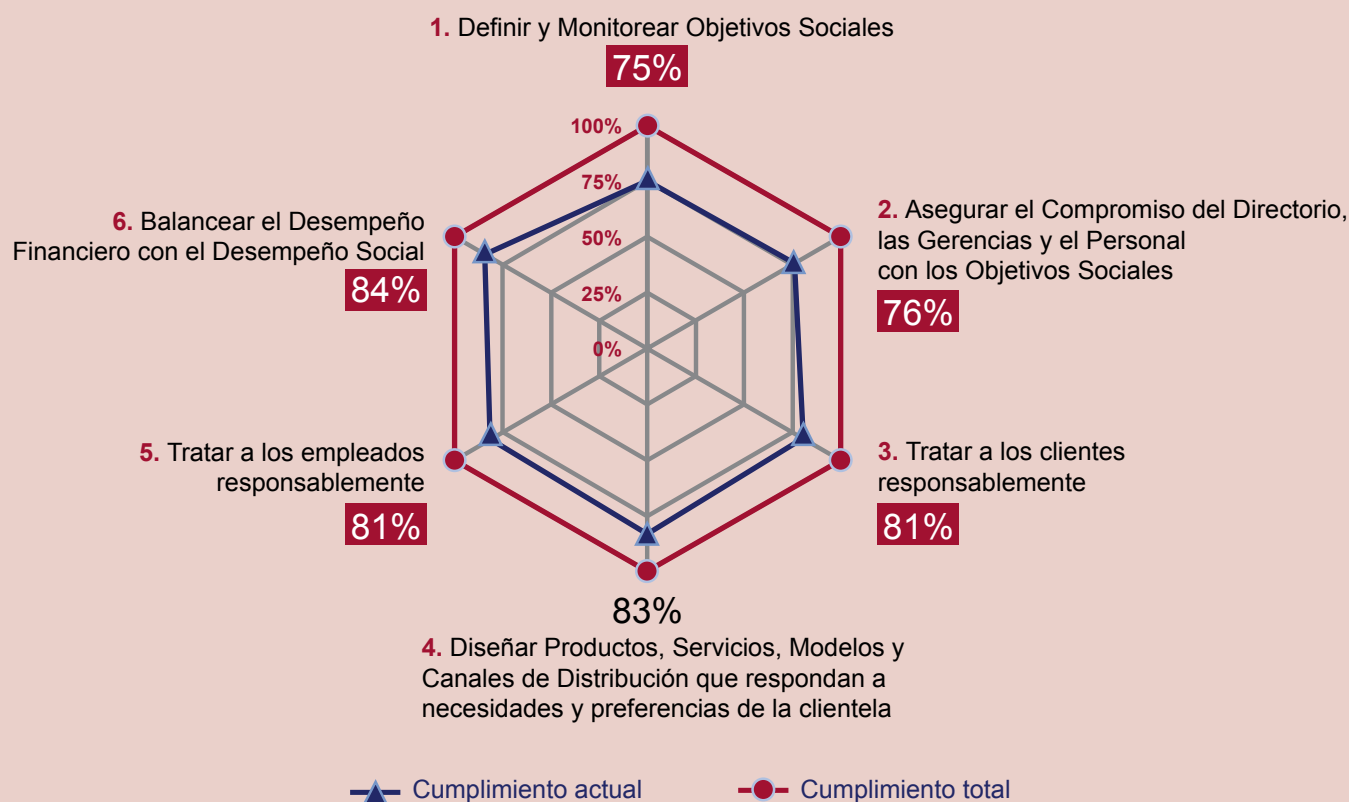 1. Definir y Monitorear Objetivos Sociales
75%
100%
75%
50%
25%
0%
2. Asegurar el Compromiso del Directorio,
las Gerencias y el Personal
con los Objetivos Sociales
76%
3. Tratar a los clientes
responsablemente
81%
83%
4. Diseñar Productos, Servicios, Modelos y
Canales de Distribución que respondan a
necesidades y preferencias de la clientela
5. Tratar a los empleados
responsablemente
81%
6. Balancear el Desempeño
Financiero con el Desempeño Social
84%
Cumplimiento actual
Cumplimiento total